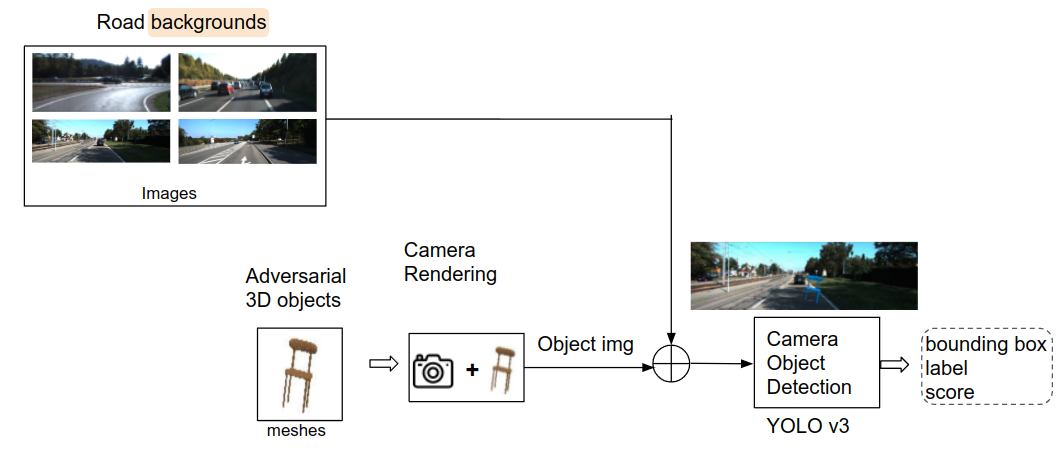 Road backgrounds
Images
Camera
Rendering
Adversarial
3D objects
meshes
+
Object img
Camera
Object
Detection
YOLO v3
bounding box
label
score